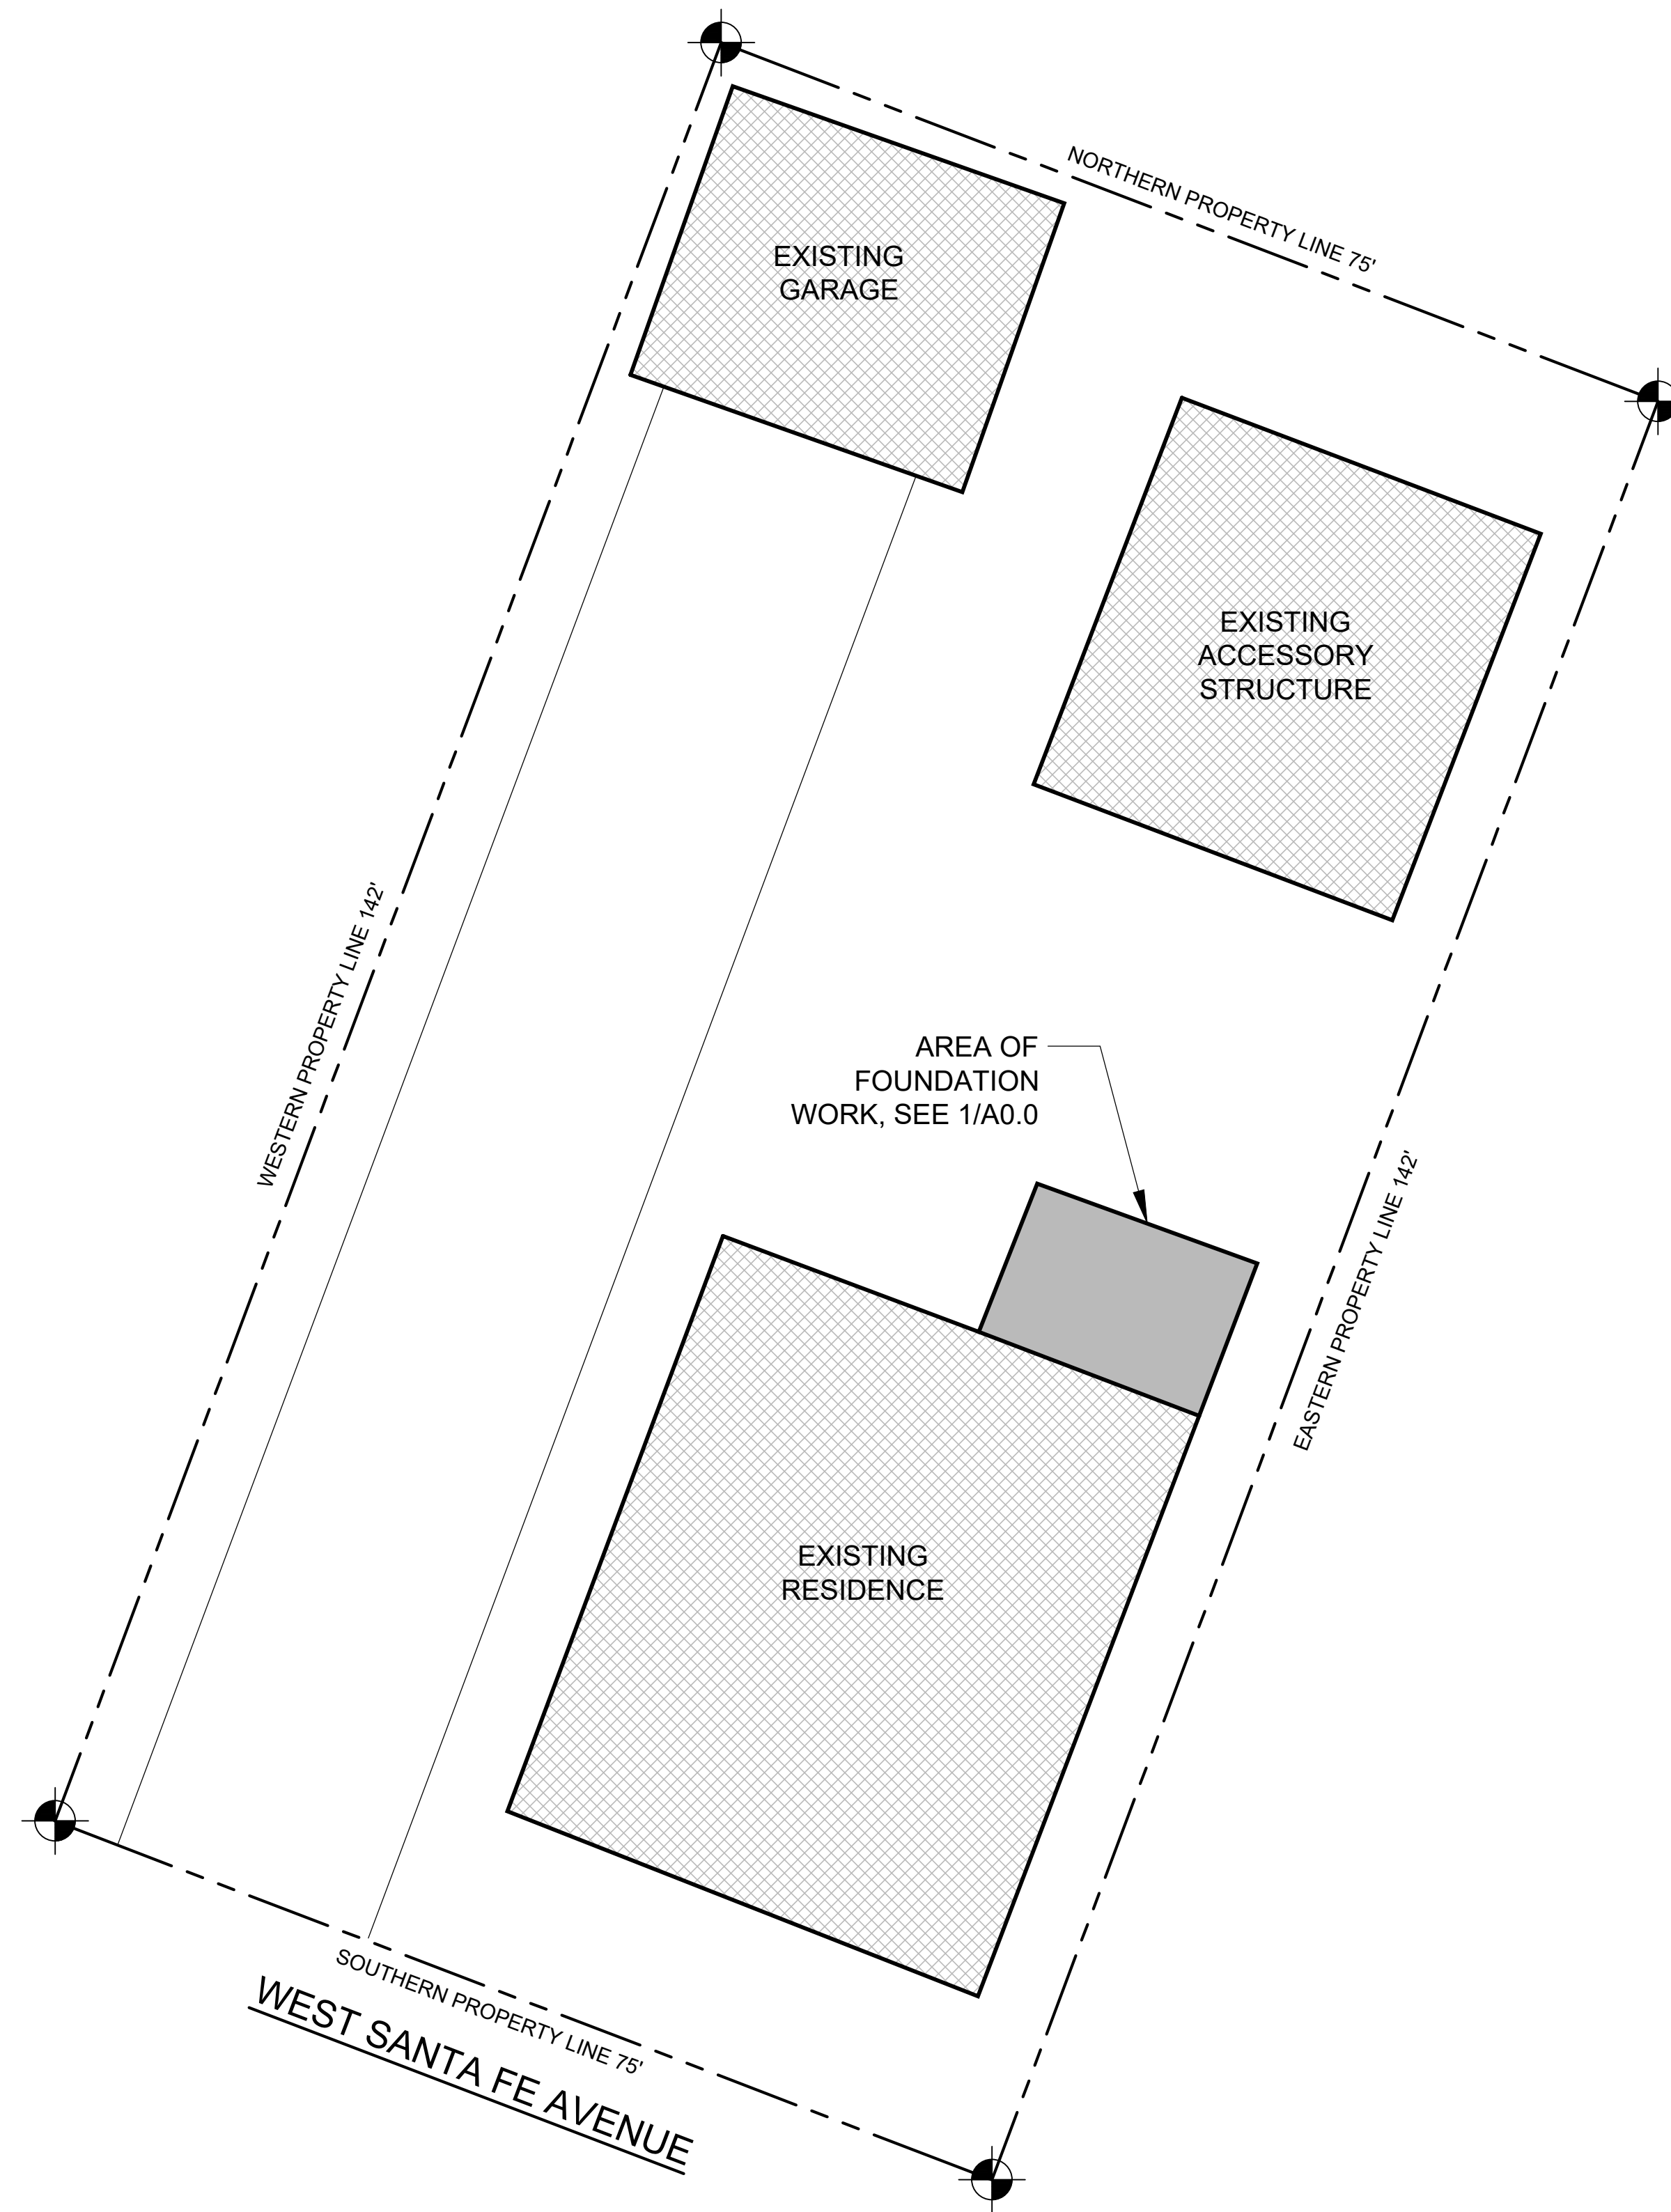 NORTHERN PROPERTY LINE 75'
EXISTING
GARAGE
EXISTING
ACCESSORY
STRUCTURE
WESTERN PROPERTY LINE 142'
AREA OF
FOUNDATION
WORK, SEE 1/A0.0
EASTERN PROPERTY LINE 142'
EXISTING
RESIDENCE
SOUTHERN PROPERTY LINE 75'
WEST SANTA FE AVENUE